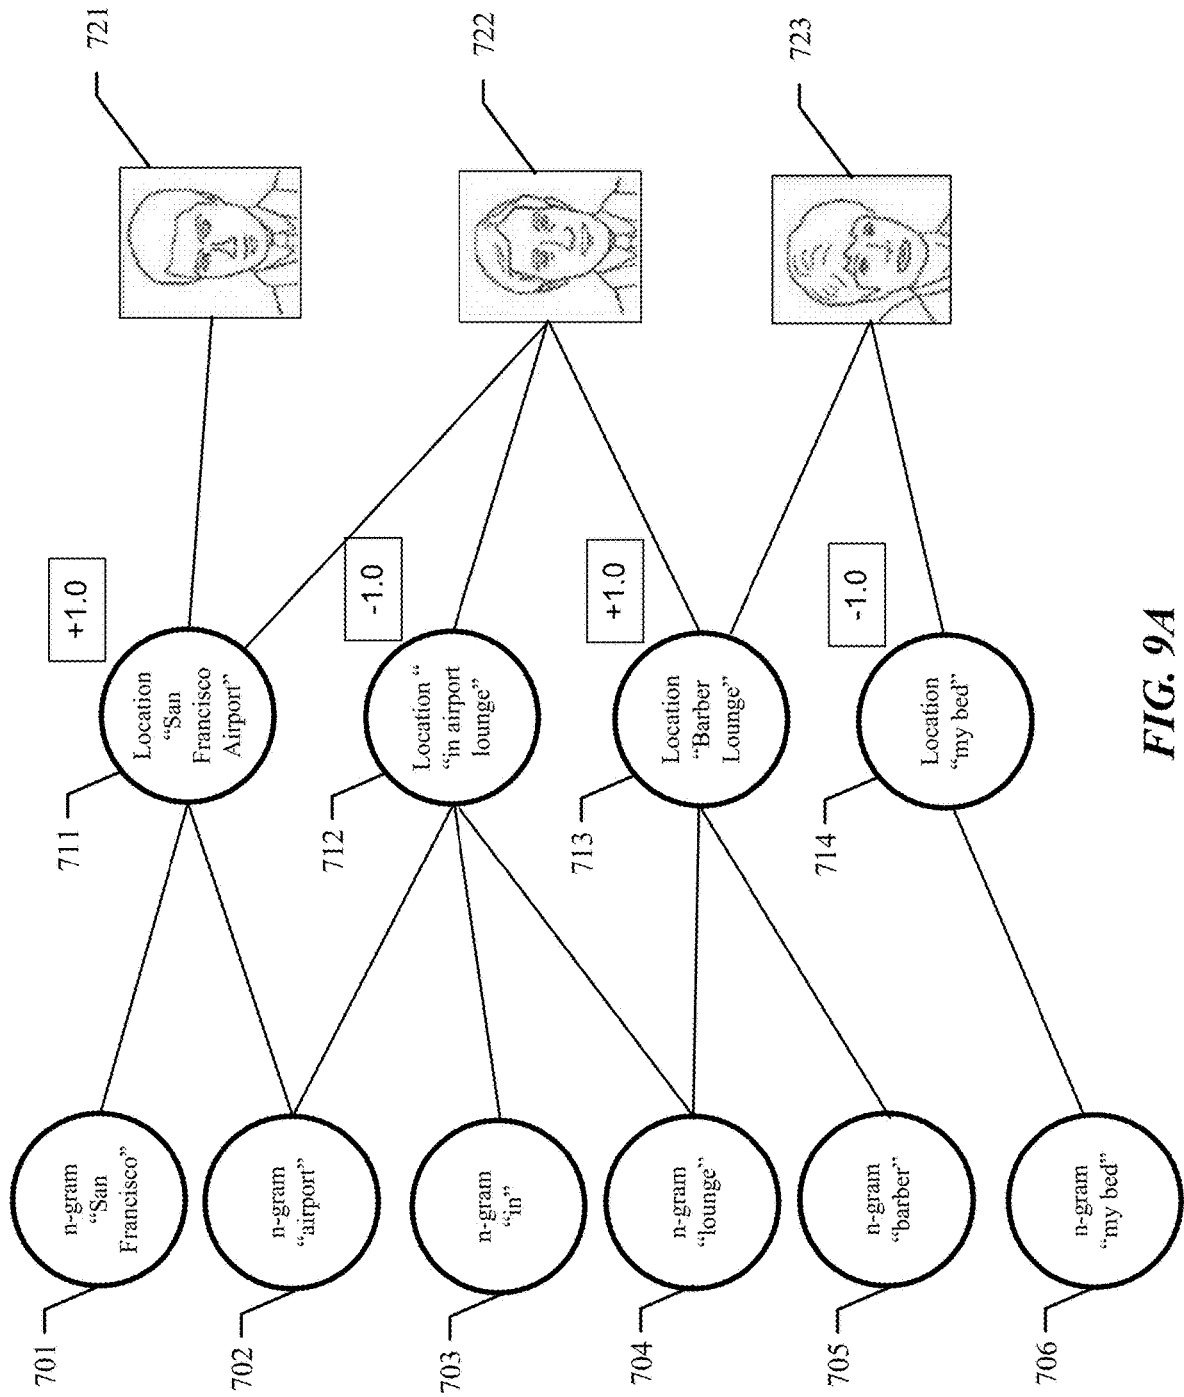 721
722
723
+1.0
-1.0
+1.0
-1.0
Location
“San
Francisco
Airport”
Location “
“in airport
lounge”
Location
“Barber
Lounge”
Location
“my bed”
711
712
713
714
n-gram
“San
Francisco”
n-gram
“airport”
n-gram
“in”
n-gram
“lounge”
n-gram
“barber”
n-gram
“my bed”
701
702
703
704
705
706
FIG. 9A